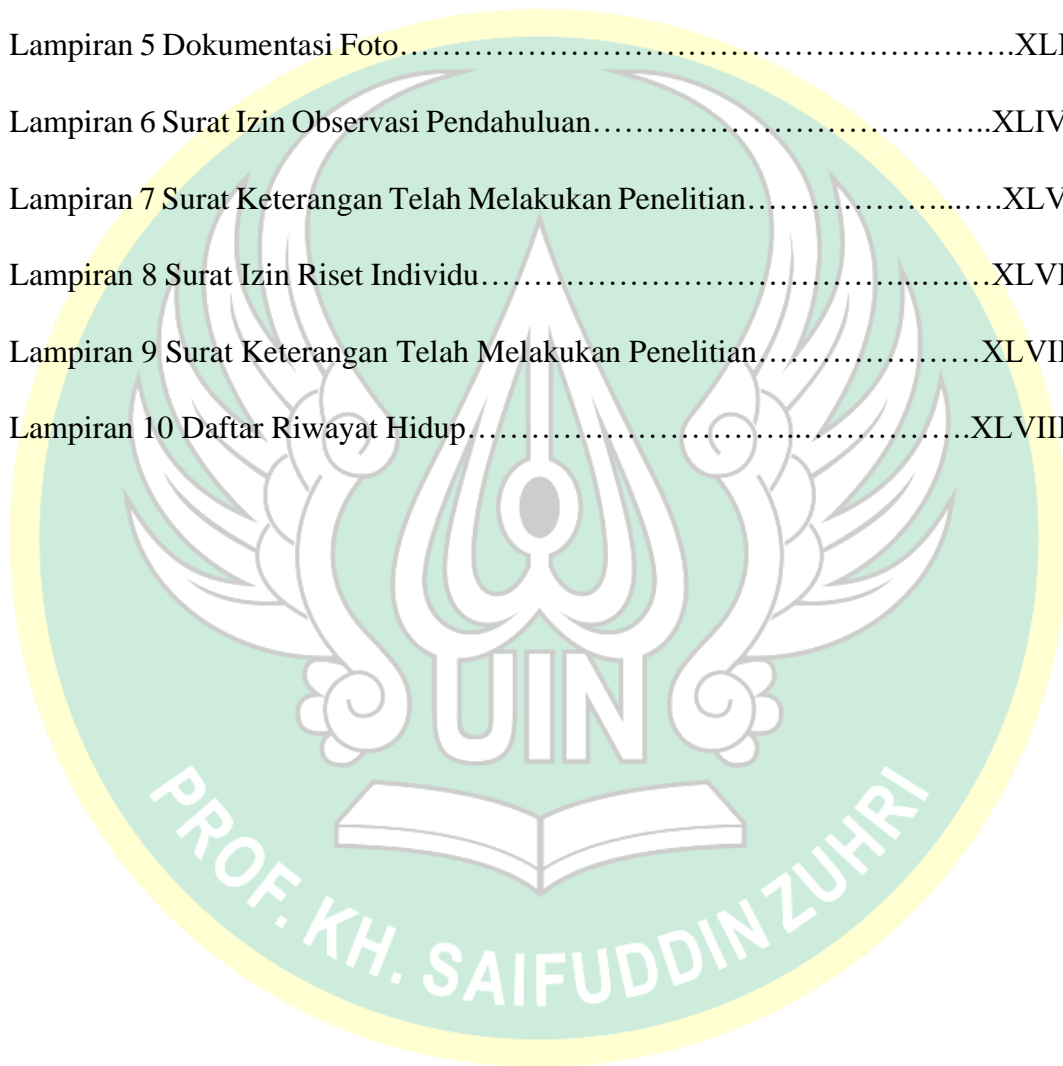 Lampiran 5 Dokumentasi Foto……………………………………………………….XLI
Lampiran 6 Surat Izin Observasi Pendahuluan………………………………..XLIV
Lampiran 7 Surat Keterangan Telah Melakukan Penelitian………………...….XLV
Lampiran 8 Surat Izin Riset Individu……………………………………...…..…XLVI
Lampiran 9 Surat Keterangan Telah Melakukan Penelitian…………………XLVII
Lampiran 10 Daftar Riwayat Hidup…………………………..…………….XLVIII
UIN
PROF. KH. SAIFUDDIN ZUHRI